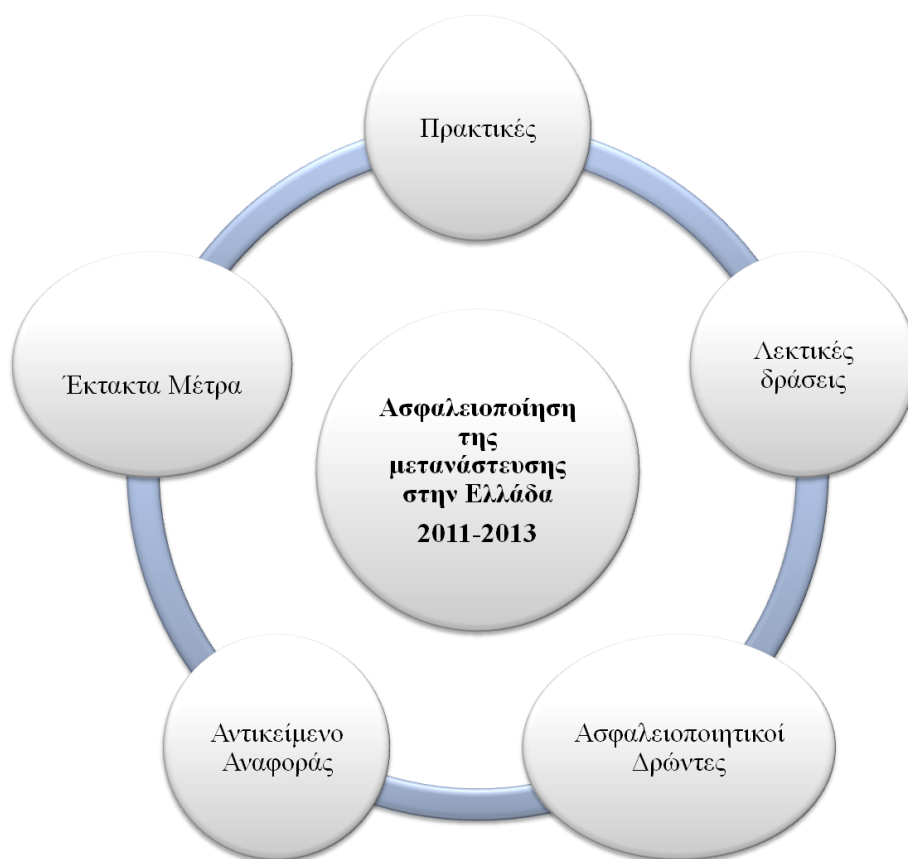 Πρακτικές
Λεκτικές
δράσεις
Έκτακτα Μέτρα
Ασφαλειοποίηση
της
μετανάστευσης
στην Ελλάδα
2011-2013
Αντικείμενο
Αναφοράς
Ασφαλειοποιητικοί
Δρώντες